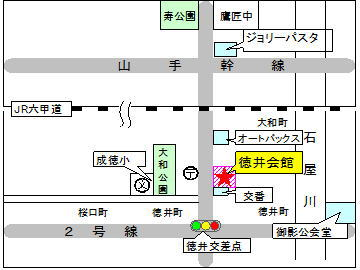 寿公園
鷹匠中
ジョリーパスタ
山手幹線
JR六甲道
大和町
オートバックス
石屋川
成徳小
大和公園
〒
徳井会館
文
交番
桜口町
徳井町
徳井町
御影公会堂
2号線
徳井交差点